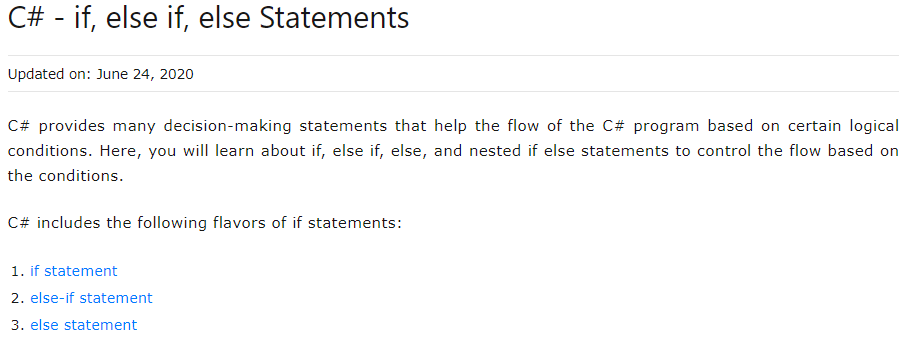 C# - if, else if, else Statements
Updated on: June 24, 2020
C# provides many decision-making statements that help the flow of the C# program based on certain logical
conditions. Here, you will learn about if, else if, else, and nested if else statements to control the flow based on
the conditions.
C# includes the following flavors of if statements:
1. if statement
2. else-if statement
3. else statement